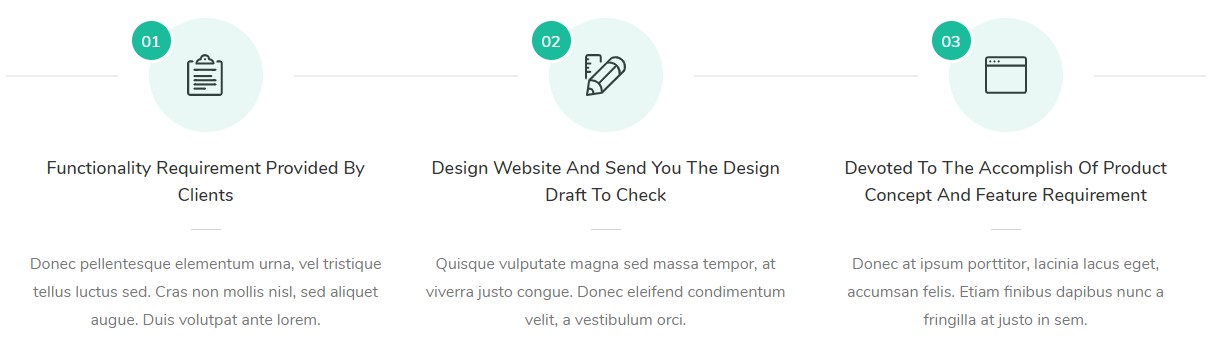 01
Functionality Requirement Provided By
Clients
Donec pellentesque elementum urna, vel tristique
tellus luctus sed. Cras non mollis nisl, sed aliquet
augue. Duis volutpat ante lorem.
02
Design Website And Send You The Design
Draft To Check
Quisque vulputate magna sed massa tempor, at
viverra justo congue. Donec eleifend condimentum
velit, a vestibulum orci.
03
Devoted To The Accomplish Of Product
Concept And Feature Requirement
Donec at ipsum porttitor, lacinia lacus eget,
accumsan felis. Etiam finibus dapibus nunc a
fringilla at justo in sem.